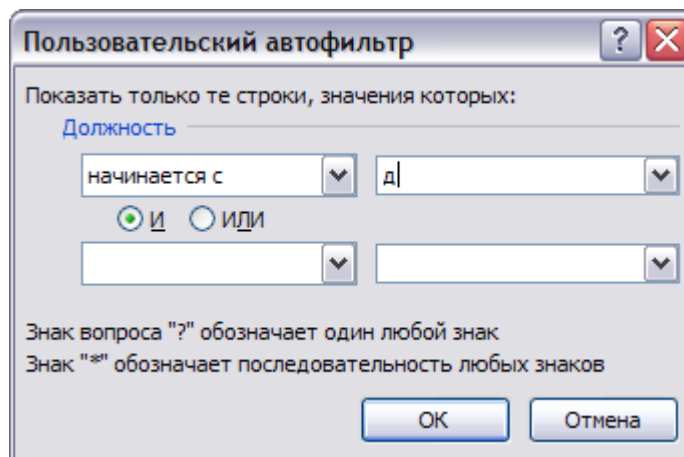 Пользовательский автофильтр
Показать только те строки, значения которых:
Должность
начинается с д
И ИЛИ
Знак вопроса "?" обозначает один любой знак
Знак "*" обозначает последовательность любых знаков
ОК Отмена